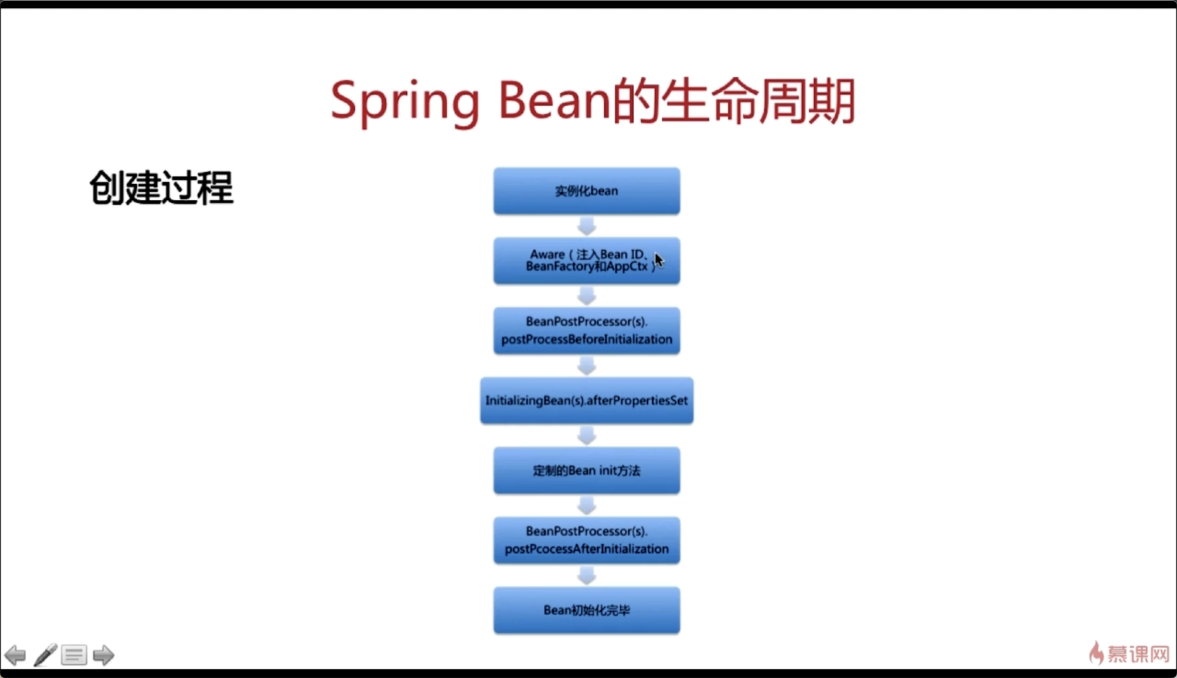 Spring Bean的生命周期
创建过程
实例化bean
Aware（注入Bean ID、
BeanFactory和AppCtx）
BeanPostProcessor(s).
postProcessBeforeInitialization
InitializingBean(s).afterPropertiesSet
定制的Bean init方法
BeanPostProcessor(s).
postPcocessAfterInitialization
Bean初始化完毕
慕课网